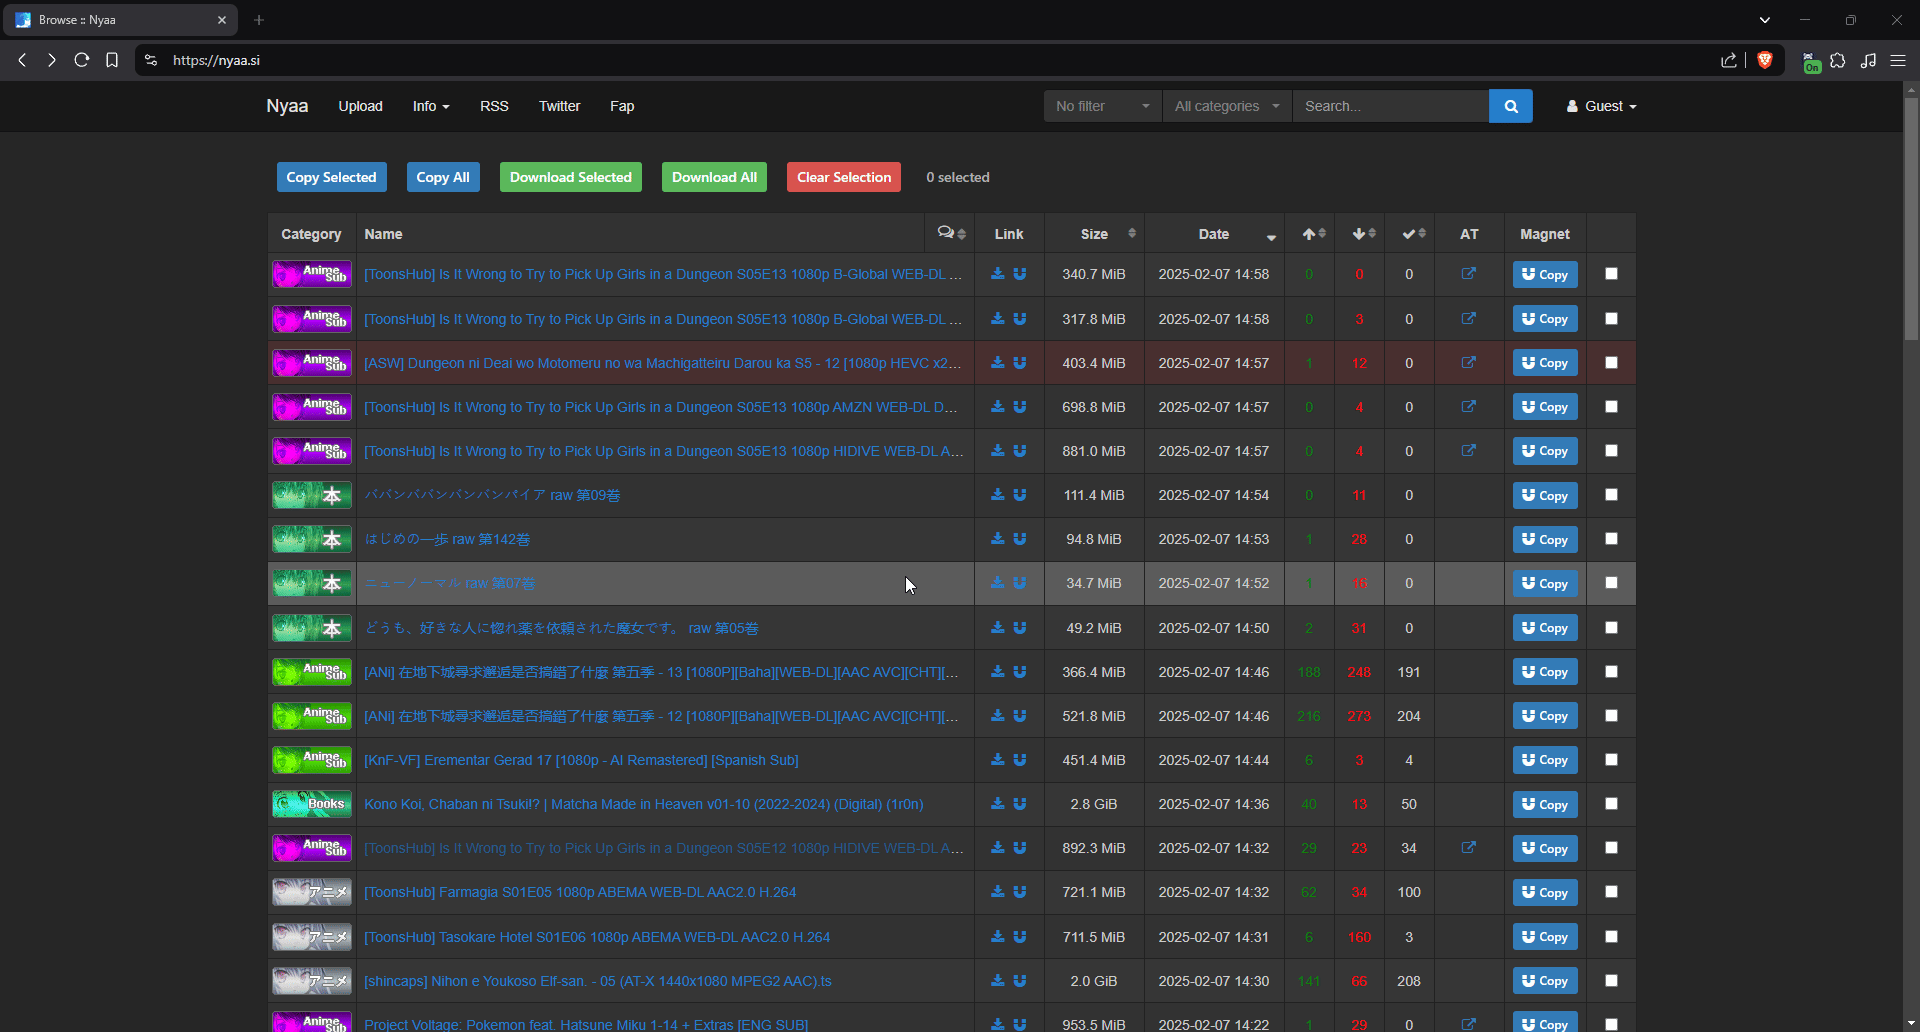 Browse :: Nyaa
https://nyaa.si
On
Nyaa Upload Info RSS Twitter Fap No filter All categories Search... Guest
Copy Selected Copy All Download Selected Download All Clear Selection 0 selected
Category Name Link Size Date AT Magnet
Anime Sub [ToonsHub] Is It Wrong to Try to Pick Up Girls in a Dungeon S05E13 1080p B-Global WEB-DL ... 340.7 MiB 2025-02-07 14:58 0 0 0 Copy
Anime Sub [ToonsHub] Is It Wrong to Try to Pick Up Girls in a Dungeon S05E13 1080p B-Global WEB-DL ... 317.8 MiB 2025-02-07 14:58 0 3 0 Copy
Anime Sub [ASW] Dungeon ni Deai wo Motomeru no wa Machigatteiru Darou ka S5 - 12 [1080p HEVC x2... 403.4 MiB 2025-02-07 14:57 1 12 0 Copy
Anime Sub [ToonsHub] Is It Wrong to Try to Pick Up Girls in a Dungeon S05E13 1080p AMZN WEB-DL D... 698.8 MiB 2025-02-07 14:57 0 4 0 Copy
Anime Sub [ToonsHub] Is It Wrong to Try to Pick Up Girls in a Dungeon S05E13 1080p HIDIVE WEB-DL A... 881.0 MiB 2025-02-07 14:57 0 4 0 Copy
本 ババンババンバンバンパイア raw 第09巻 111.4 MiB 2025-02-07 14:54 0 11 0 Copy
本 はじめの一歩 raw 第142巻 94.8 MiB 2025-02-07 14:53 1 28 0 Copy
本 ニューノーマル raw 第07巻 34.7 MiB 2025-02-07 14:52 1 16 0 Copy
本 どうも、好きな人に惚れ薬を依頼された魔女です。 raw 第05巻 49.2 MiB 2025-02-07 14:50 2 31 0 Copy
Anime Sub [ANi] 在地下城尋求邂逅是否搞錯了什麼 第五季 - 13 [1080P][Baha][WEB-DL][AAC AVC][CHT][... 366.4 MiB 2025-02-07 14:46 188 248 191 Copy
Anime Sub [ANi] 在地下城尋求邂逅是否搞錯了什麼 第五季 - 12 [1080P][Baha][WEB-DL][AAC AVC][CHT][... 521.8 MiB 2025-02-07 14:46 216 273 204 Copy
Anime Sub [KnF-VF] Erementar Gerad 17 [1080p - AI Remastered] [Spanish Sub] 451.4 MiB 2025-02-07 14:44 6 3 4 Copy
Books Kono Koi, Chaban ni Tsuki!? | Matcha Made in Heaven v01-10 (2022-2024) (Digital) (1r0n) 2.8 GiB 2025-02-07 14:36 40 13 50 Copy
Anime Sub [ToonsHub] Is It Wrong to Try to Pick Up Girls in a Dungeon S05E12 1080p HIDIVE WEB-DL A... 892.3 MiB 2025-02-07 14:32 29 23 34 Copy
アニメ [ToonsHub] Farmagia S01E05 1080p ABEMA WEB-DL AAC2.0 H.264 721.1 MiB 2025-02-07 14:32 62 34 100 Copy
アニメ [ToonsHub] Tasokare Hotel S01E06 1080p ABEMA WEB-DL AAC2.0 H.264 711.5 MiB 2025-02-07 14:31 6 160 3 Copy
アニメ [shincaps] Nihon e Youkoso Elf-san. - 05 (AT-X 1440x1080 MPEG2 AAC).ts 2.0 GiB 2025-02-07 14:30 141 66 208 Copy
Anime Sub Project Voltage: Pokemon feat. Hatsune Miku 1-14 + Extras [ENG SUB] 953.5 MiB 2025-02-07 14:22 1 29 0 Copy